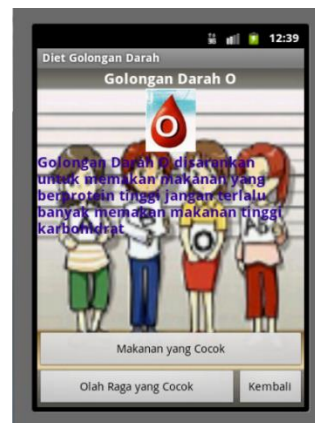 12:39
Diet Golongan Darah
Golongan Darah O
O
Golongan Darah O disarankan
untuk memakan makanan yang
berprotein tinggi jangan terlalu
banyak memakan makanan tinggi
karbohidrat
O
Makanan yang Cocok
Olah Raga yang Cocok
Kembali